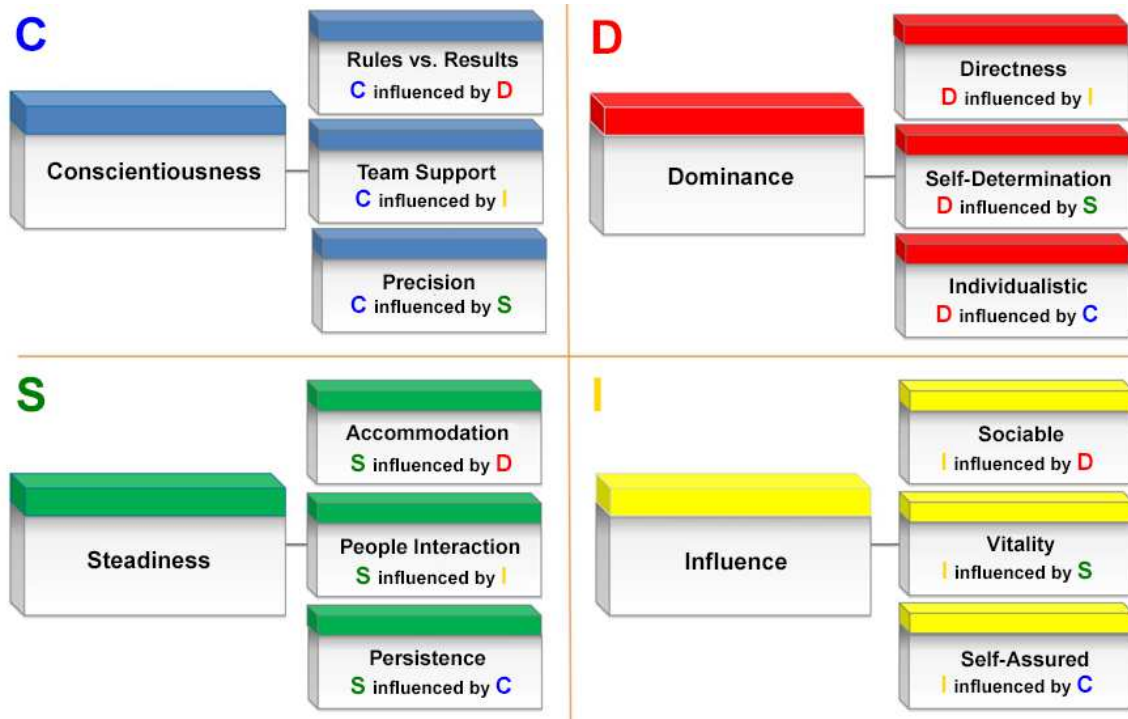 C
Conscientiousness
Rules vs. Results
C influenced by D
Team Support
C influenced by I
Precision
C influenced by S
D
Dominance
Directness
D influenced by I
Self-Determination
D influenced by S
Individualistic
D influenced by C
S
Steadiness
Accommodation
S influenced by D
People Interaction
S influenced by I
Persistence
S influenced by C
I
Influence
Sociable
I influenced by D
Vitality
I influenced by S
Self-Assured
I influenced by C